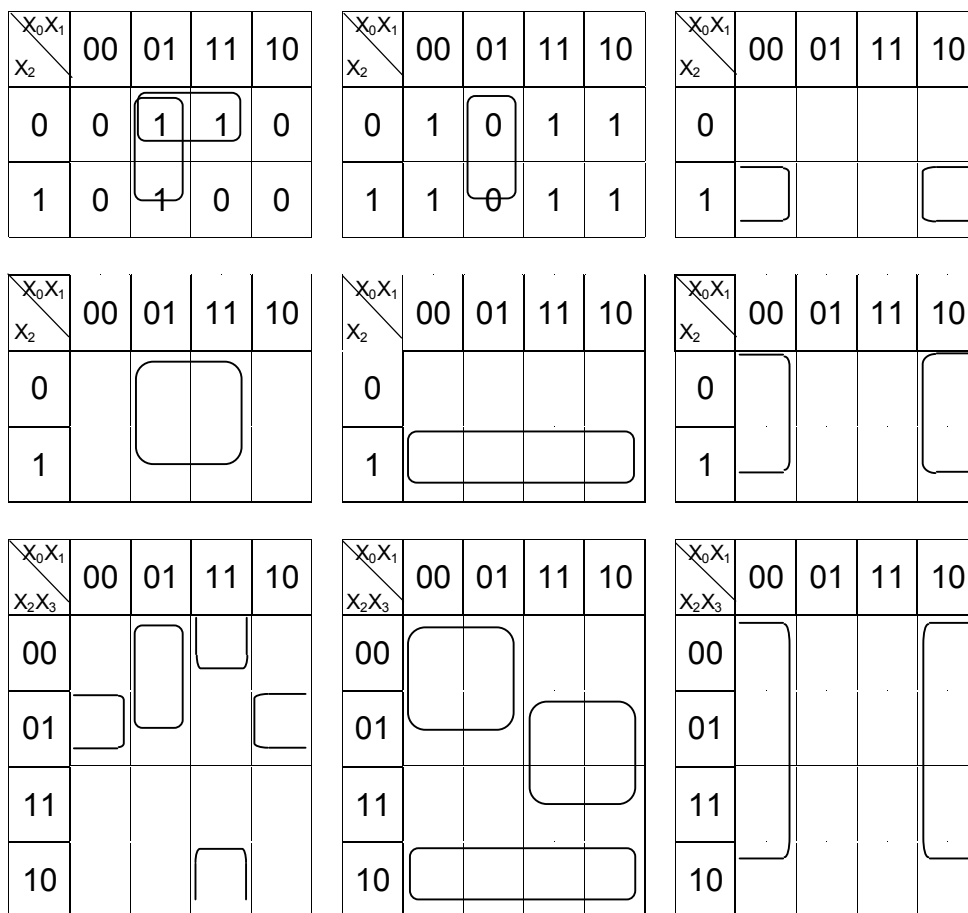 X₀X₁ 00 01 11 10 X₀X₁ 00 01 11 10 X₀X₁ 00 01 11 10
X₂ X₂ X₂
0 0 1 1 0 0 1 0 1 1 0
1 0 1 0 0 1 1 0 1 1 1
X₀X₁ 00 01 11 10 X₀X₁ 00 01 11 10 X₀X₁ 00 01 11 10
X₂ X₂ X₂
0 0 0
1 1 1
X₀X₁ 00 01 11 10 X₀X₁ 00 01 11 10 X₀X₁ 00 01 11 10
X₂X₃ X₂X₃ X₂X₃
00 00 00
01 01 01
11 11 11
10 10 10